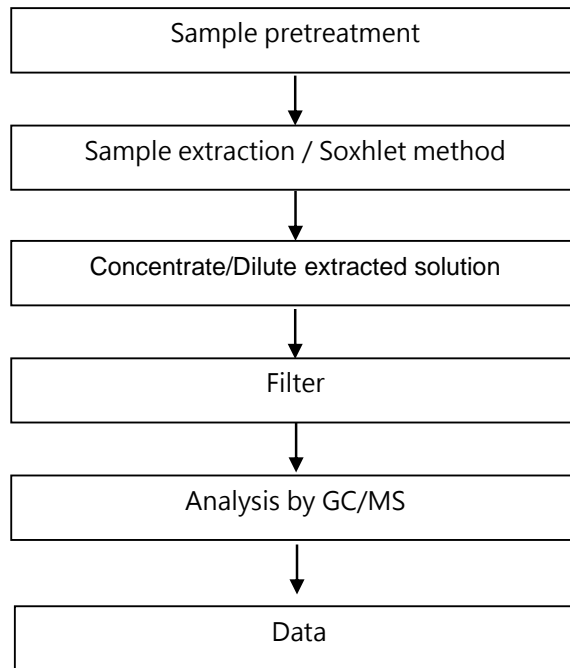 Sample pretreatment
Sample extraction / Soxhlet method
Concentrate/Dilute extracted solution
Filter
Analysis by GC/MS
Data